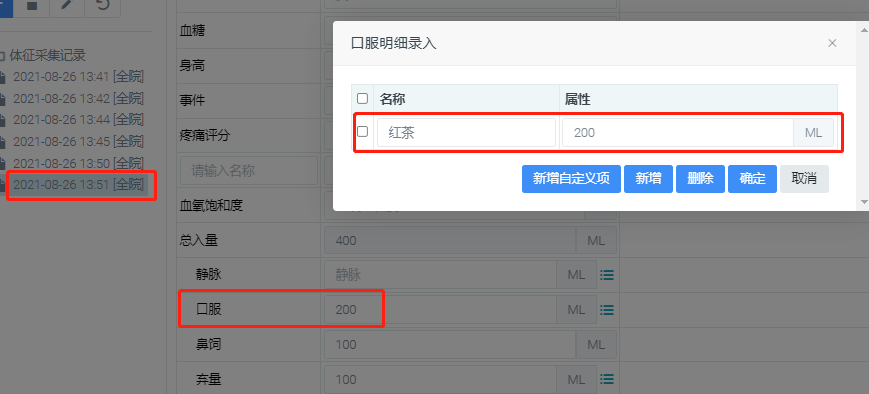 体征采集记录
2021-08-26 13:41 [全院]
2021-08-26 13:42 [全院]
2021-08-26 13:44 [全院]
2021-08-26 13:45 [全院]
2021-08-26 13:50 [全院]
2021-08-26 13:51 [全院]
血糖
身高
事件
疼痛评分
请输入名称
血氧饱和度
总入量 400 ML
静脉 静脉 ML
口服 200 ML
鼻饲 100 ML
弃量 100 ML
口服明细录入 ×
名称 属性
红茶 200 ML
新增自定义项 新增 删除 确定 取消